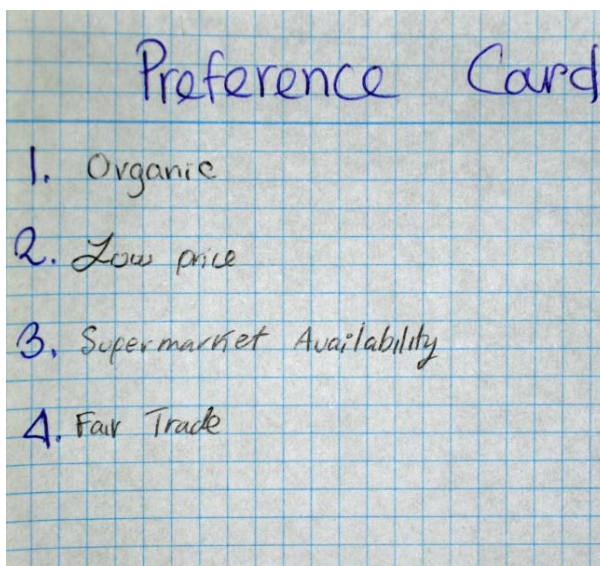 Preference Card
1. Organic
2. Low price
3. Supermarket Availability
4. Fair Trade